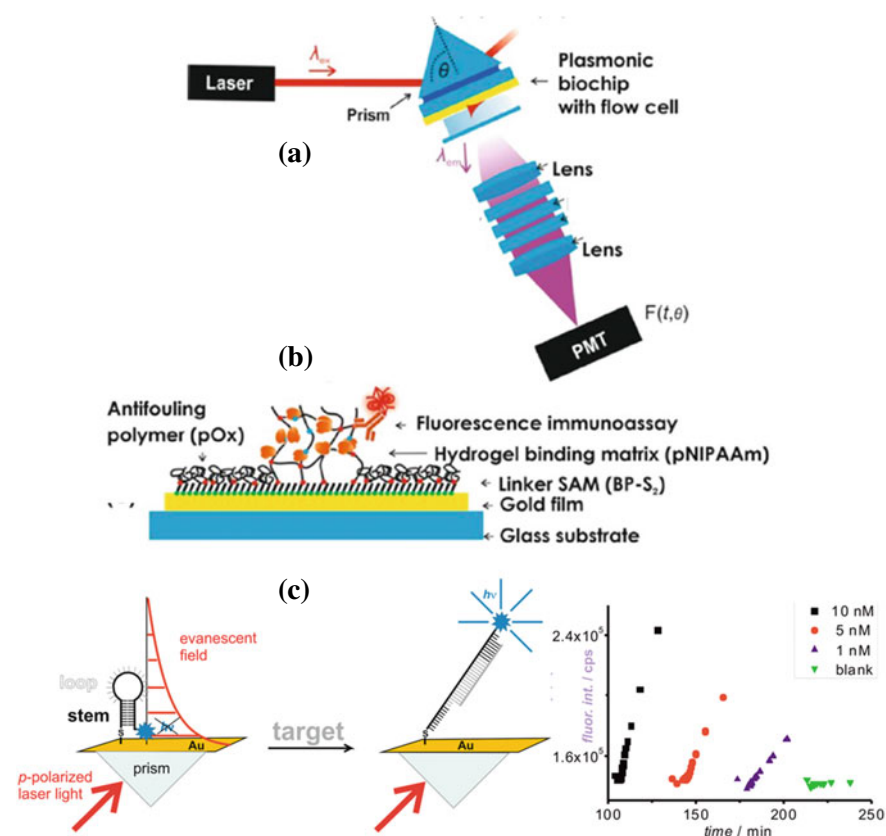 λex
Laser
θ
Prism
Plasmonic
biochip
with flow cell
(a)
λem
Lens
Lens
PMT
F(t,θ)
(b)
Antifouling
polymer (pOx)
Fluorescence immunoassay
Hydrogel binding matrix (pNIPAAm)
Linker SAM (BP-S₂)
Gold film
Glass substrate
(c)
evanescent
field
loop
stem
S
hν
Au
prism
p-polarized
laser light
target
hν
S
Au
fluor. int. / cps
2.4x10⁵
1.6x10⁵
10 nM
5 nM
1 nM
blank
100
150
200
250
time / min